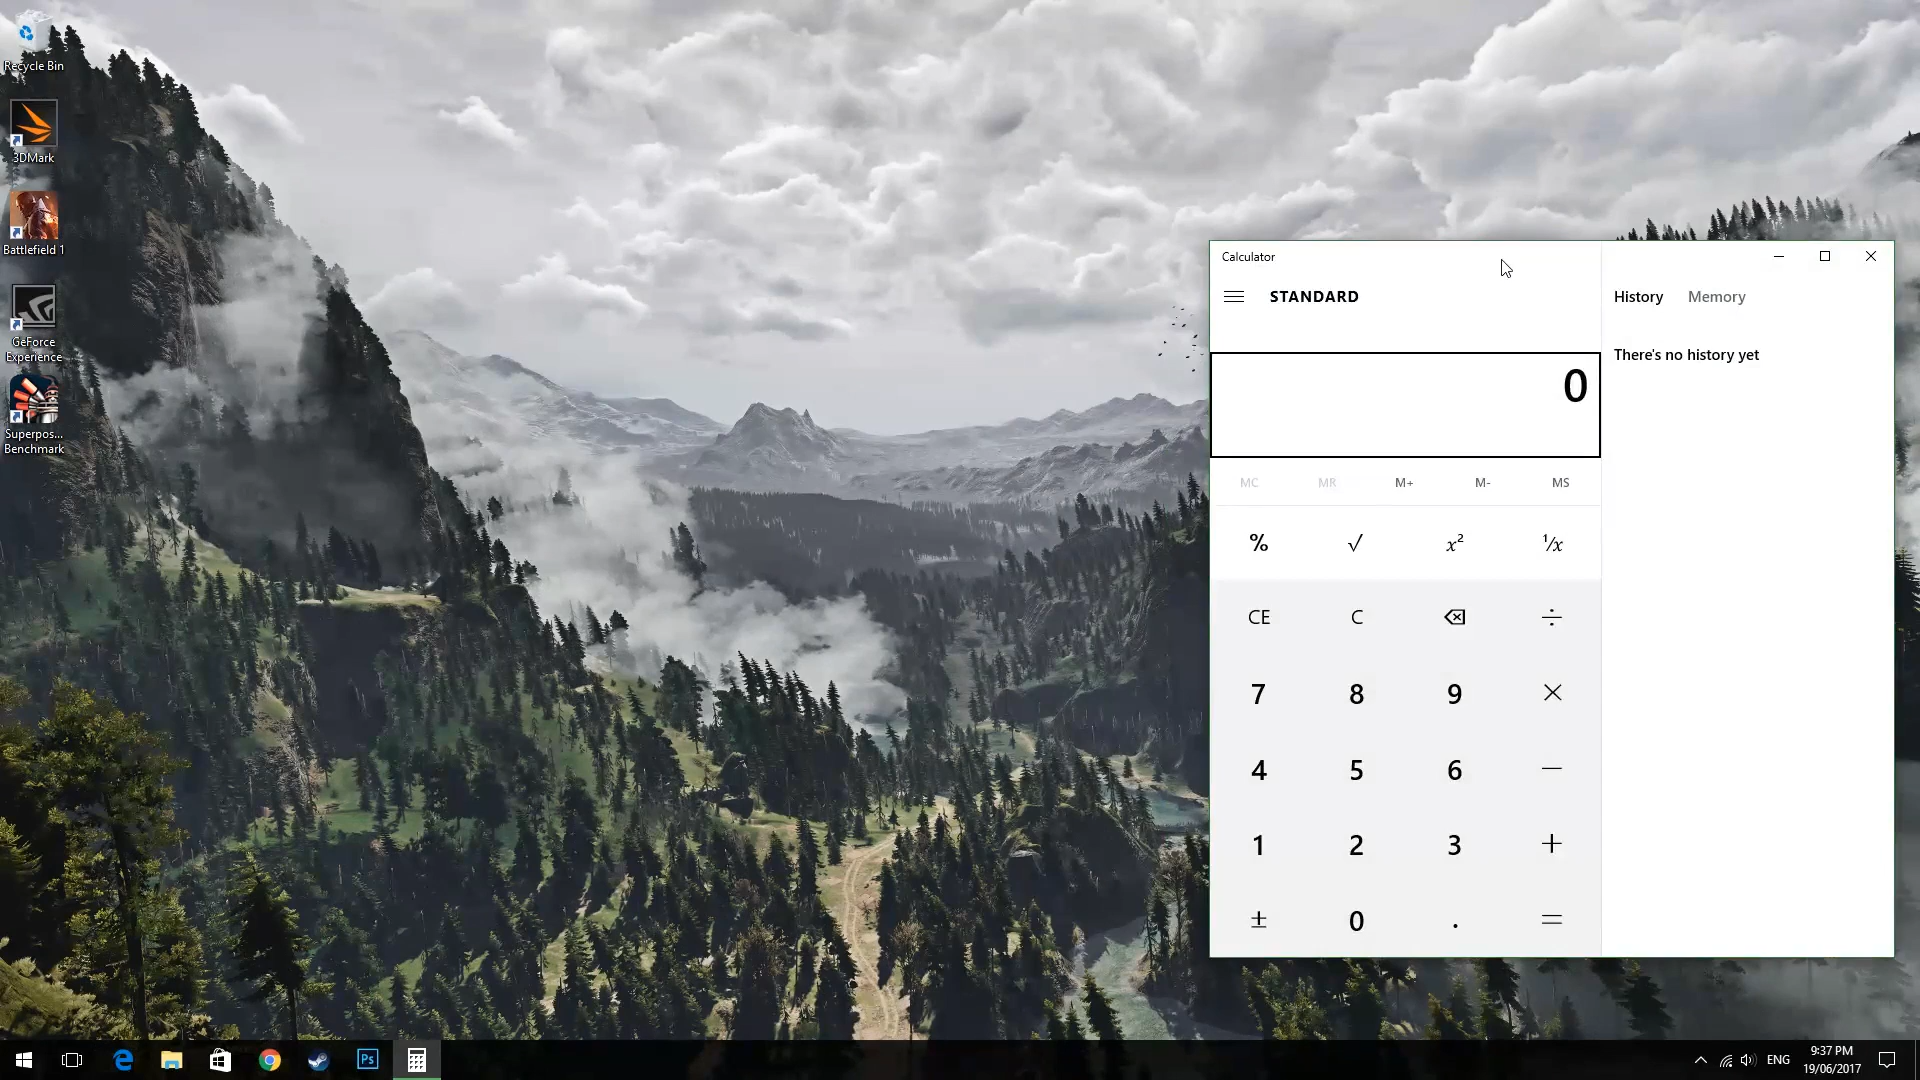 Recycle Bin
3DMark
Battlefield 1
GeForce
Experience
Superpos...
Benchmark
Calculator
STANDARD
History Memory
There's no history yet
0
MC MR M+ M- MS
% √ x² ¹/x
CE C ÷
7 8 9 ×
4 5 6 −
1 2 3 +
± 0 . =
Ps
ENG
9:37 PM
19/06/2017